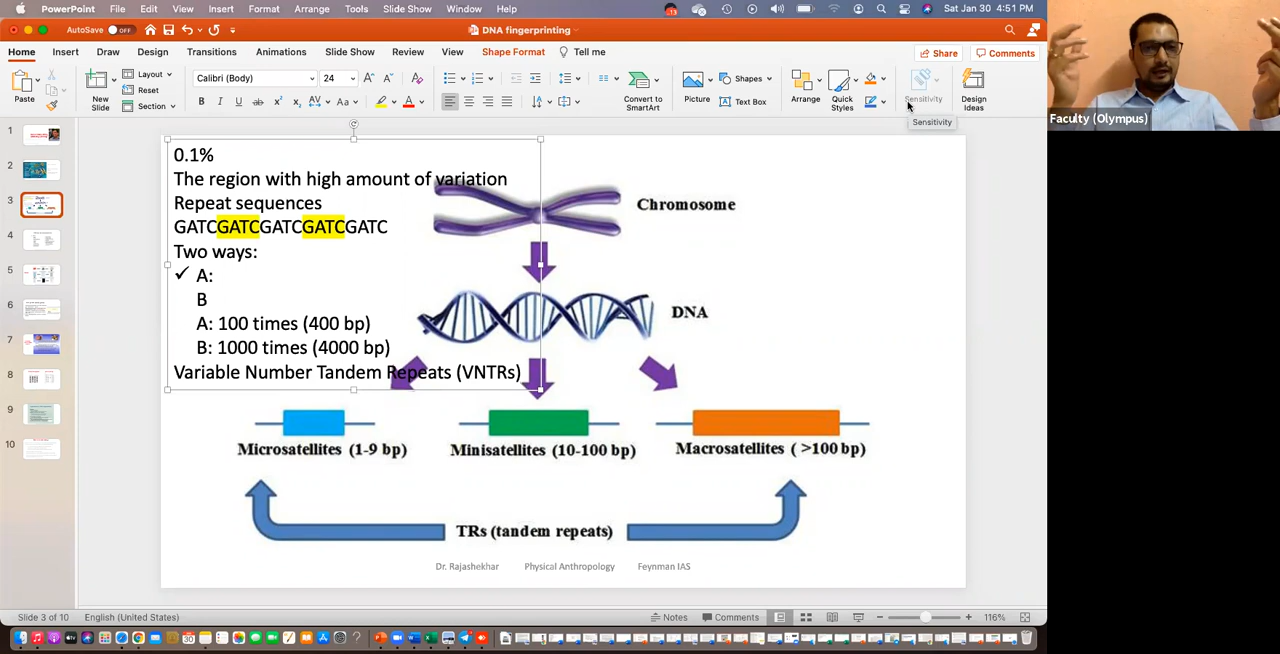 PowerPoint File Edit View Insert Format Arrange Tools Slide Show Window Help
Sat Jan 30 4:51 PM
AutoSave OFF
DNA fingerprinting
Home Insert Draw Design Transitions Animations Slide Show Review View Shape Format Tell me
Share Comments
Paste
New Slide
Layout
Reset
Section
Calibri (Body) 24
Convert to SmartArt
Picture
Shapes
Text Box
Arrange
Quick Styles
Sensitivity
Design Ideas
Sensitivity
Faculty (Olympus)
1
2
3
4
5
6
7
8
9
10
0.1%
The region with high amount of variation
Repeat sequences
GATCGATCGATCGATCGATC
Two ways:
✓ A:
B
A: 100 times (400 bp)
B: 1000 times (4000 bp)
Variable Number Tandem Repeats (VNTRs)
Chromosome
DNA
Microsatellites (1-9 bp)
Minisatellites (10-100 bp)
Macrosatellites ( >100 bp)
TRs (tandem repeats)
Dr. Rajashekhar Physical Anthropology Feynman IAS
Slide 3 of 10 English (United States)
Notes Comments 116%